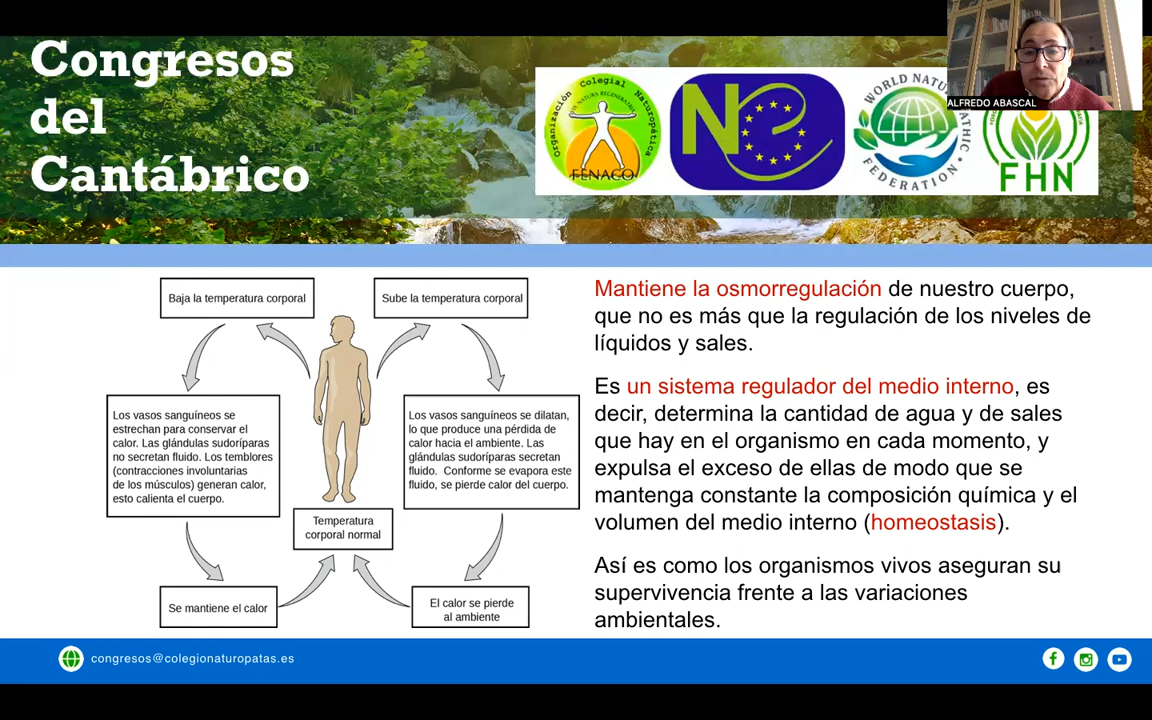 Congresos
del
Cantábrico
Organización Colegial Naturopática
NATURA REGENERATRIX
FENACO
Ne
WORLD NATUROPATHIC
FEDERATION
FHN
ALFREDO ABASCAL
Baja la temperatura corporal
Sube la temperatura corporal
Los vasos sanguíneos se
estrechan para conservar el
calor. Las glándulas sudoríparas
no secretan fluido. Los temblores
(contracciones involuntarias
de los músculos) generan calor,
esto calienta el cuerpo.
Los vasos sanguíneos se dilatan,
lo que produce una pérdida de
calor hacia el ambiente. Las
glándulas sudoríparas secretan
fluido. Conforme se evapora este
fluido, se pierde calor del cuerpo.
Temperatura
corporal normal
Se mantiene el calor
El calor se pierde
al ambiente
Mantiene la osmorregulación de nuestro cuerpo,
que no es más que la regulación de los niveles de
líquidos y sales.
Es un sistema regulador del medio interno, es
decir, determina la cantidad de agua y de sales
que hay en el organismo en cada momento, y
expulsa el exceso de ellas de modo que se
mantenga constante la composición química y el
volumen del medio interno (homeostasis).
Así es como los organismos vivos aseguran su
supervivencia frente a las variaciones
ambientales.
congresos@colegionaturopatas.es